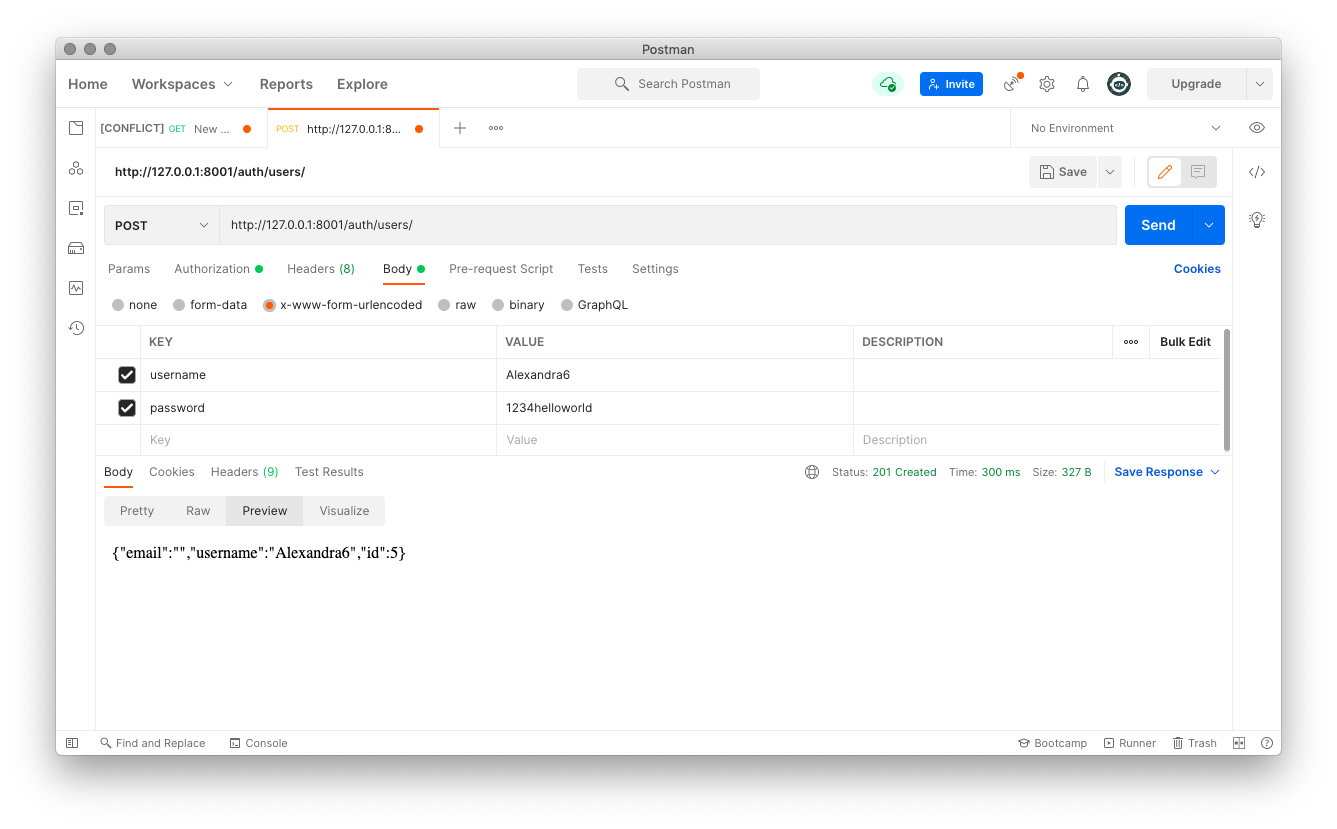 Postman
Home Workspaces Reports Explore Search Postman Invite Upgrade
[CONFLICT] GET New ... POST http://127.0.0.1:8... No Environment
http://127.0.0.1:8001/auth/users/ Save
POST http://127.0.0.1:8001/auth/users/ Send
Params Authorization Headers (8) Body Pre-request Script Tests Settings Cookies
none form-data x-www-form-urlencoded raw binary GraphQL
KEY VALUE DESCRIPTION Bulk Edit
username Alexandra6
password 1234helloworld
Key Value Description
Body Cookies Headers (9) Test Results Status: 201 Created Time: 300 ms Size: 327 B Save Response
Pretty Raw Preview Visualize
{"email":"","username":"Alexandra6","id":5}
Find and Replace Console Bootcamp Runner Trash